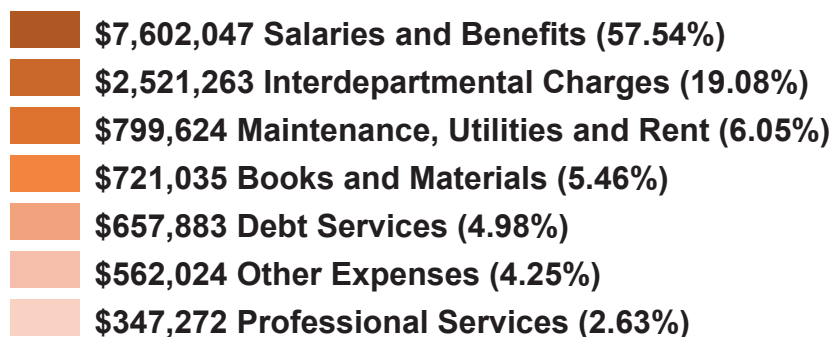 $7,602,047 Salaries and Benefits (57.54%)
$2,521,263 Interdepartmental Charges (19.08%)
$799,624 Maintenance, Utilities and Rent (6.05%)
$721,035 Books and Materials (5.46%)
$657,883 Debt Services (4.98%)
$562,024 Other Expenses (4.25%)
$347,272 Professional Services (2.63%)